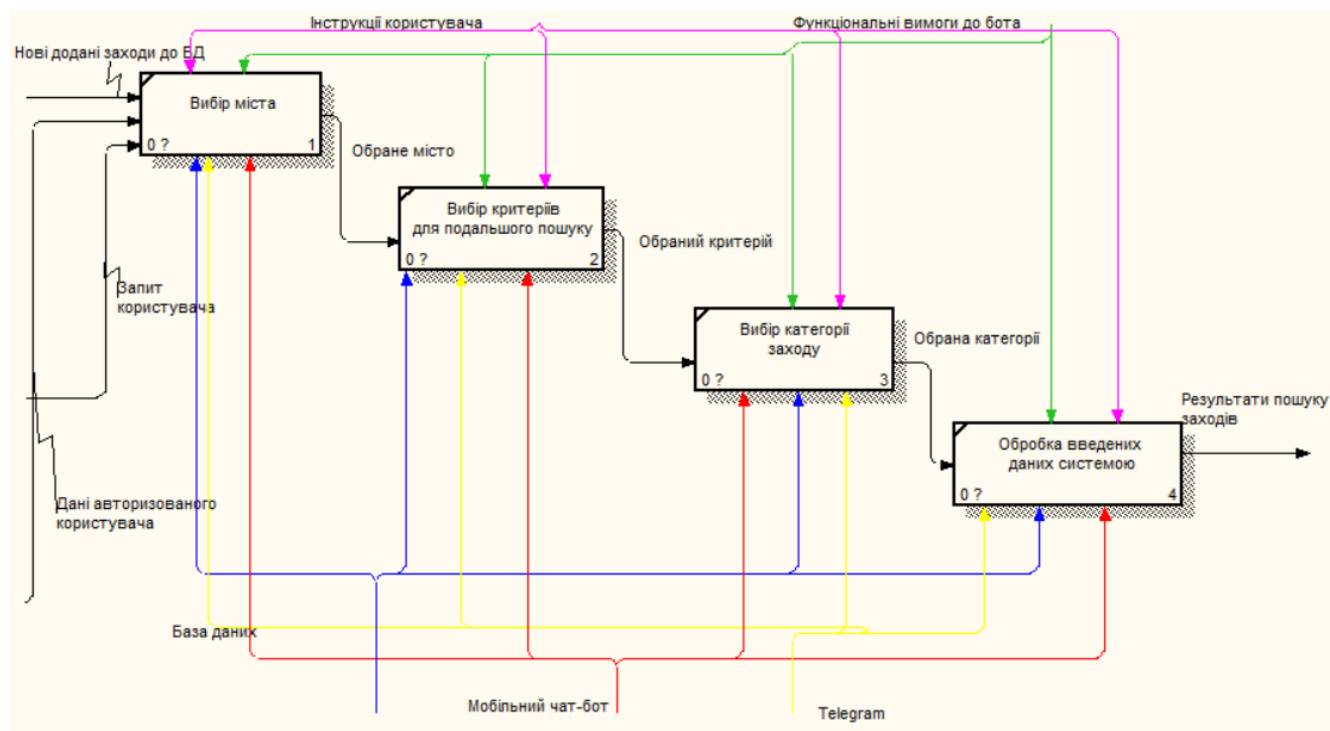 Інструкції користувача
Функціональні вимоги до бота
Нові додані заходи до БД
Вибір міста
0 ?
1
Обране місто
Вибір критеріїв
для подальшого пошуку
0 ?
2
Обраний критерій
Запит
користувача
Вибір категорії
заходу
0 ?
3
Обрана категорії
Результати пошуку
заходів
Обробка введених
даних системою
0 ?
4
Дані авторизованого
користувача
База даних
Мобільний чат-бот
Telegram